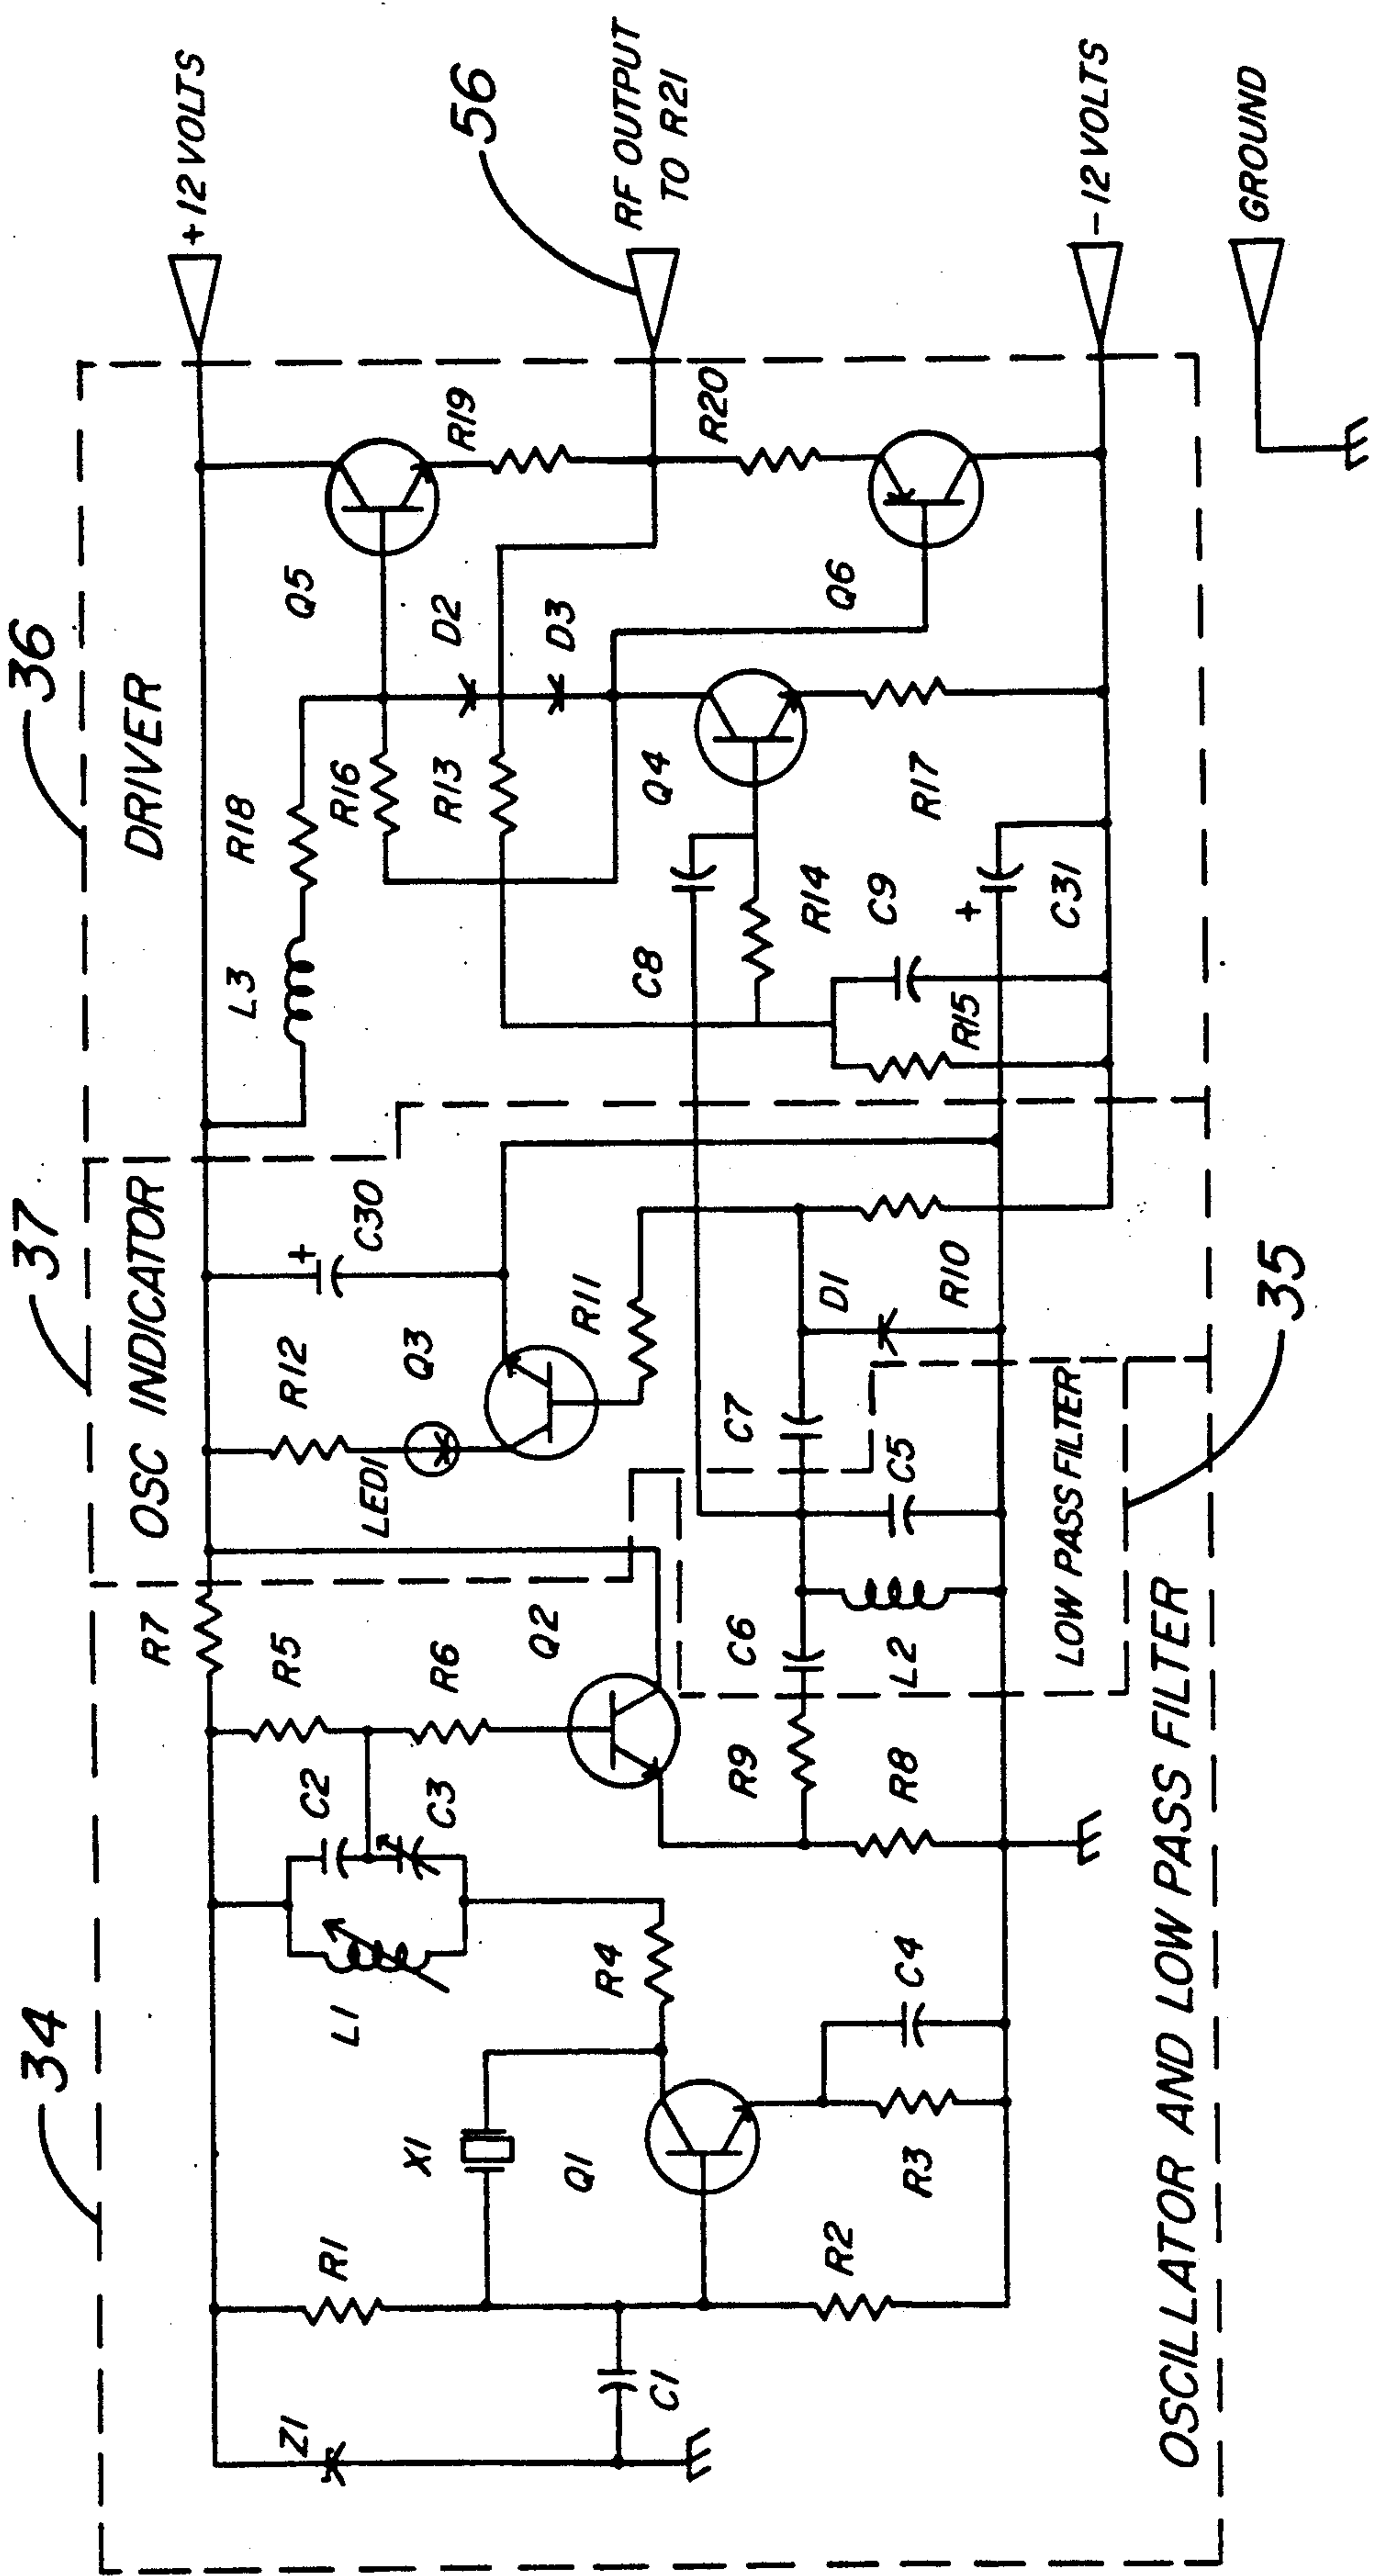 34
37
36
OSC INDICATOR
DRIVER
+12 VOLTS
56
RF OUTPUT
TO R21
-12 VOLTS
GROUND
35
LOW PASS FILTER
OSCILLATOR AND LOW PASS FILTER
Z1
C1
R1
X1
Q1
R2
R3
C4
R4
L1
C2
C3
R5
R6
R7
Q2
R8
R9
C6
L2
C5
C7
LED1
R12
Q3
C30
+
R11
D1
R10
L3
R18
R16
R13
C8
R14
C9
R15
+
C31
Q4
R17
D2
D3
Q5
Q6
R19
R20